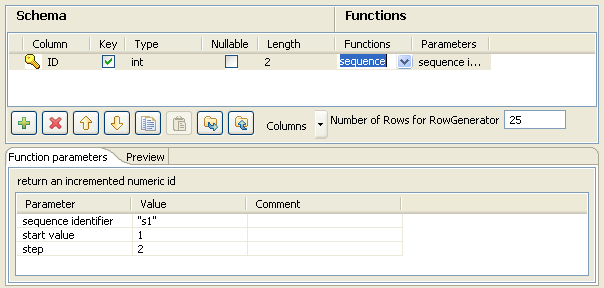 Schema Functions
Column Key Type Nullable Length Functions Parameters
ID int 2 sequence sequence i...
Columns Number of Rows for RowGenerator 25
Function parameters Preview
return an incremented numeric id
Parameter Value Comment
sequence identifier "s1"
start value 1
step 2